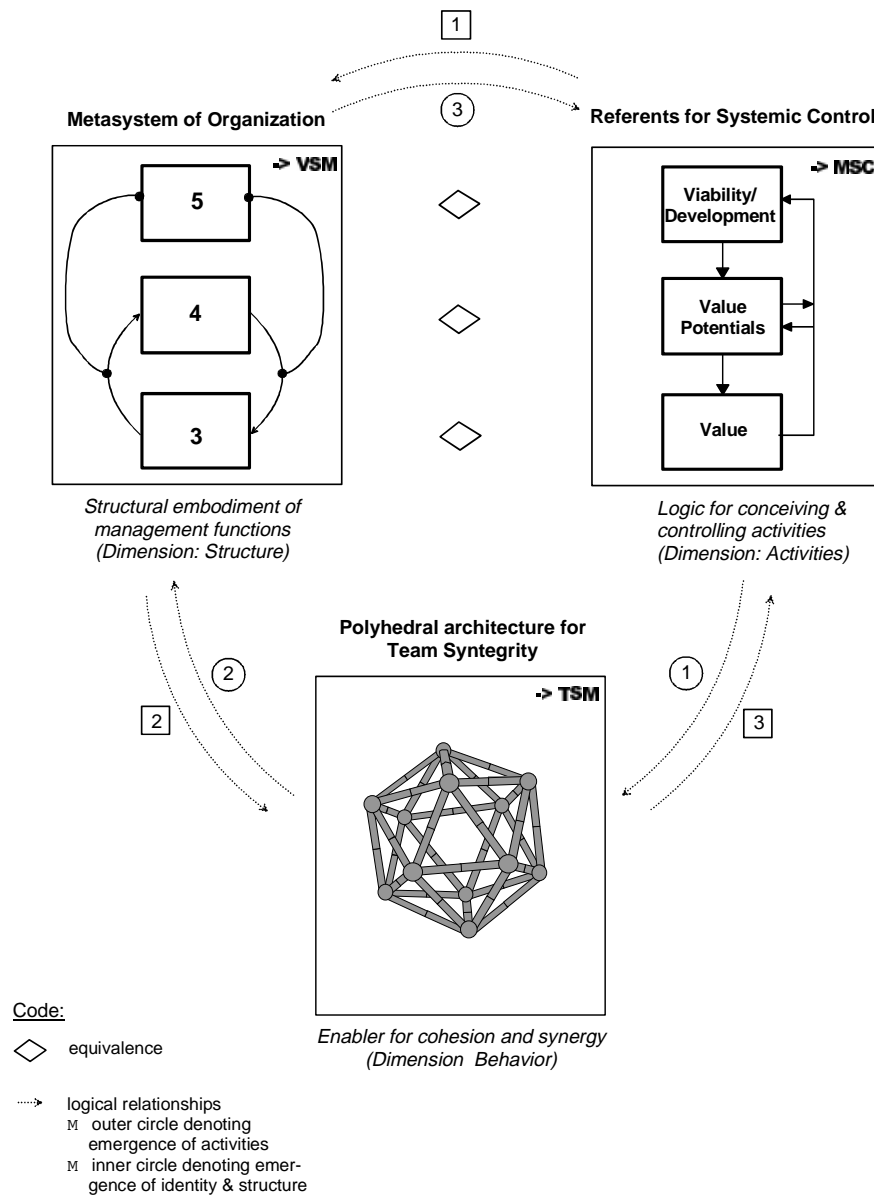 1
3
Metasystem of Organization
Referents for Systemic Control
-> VSM
5
4
3
-> MSC
Viability/
Development
Value
Potentials
Value
Structural embodiment of
management functions
(Dimension: Structure)
Logic for conceiving &
controlling activities
(Dimension: Activities)
Polyhedral architecture for
Team Syntegrity
2
2
1
3
-> TSM
Enabler for cohesion and synergy
(Dimension Behavior)
Code:
equivalence
logical relationships
M outer circle denoting
emergence of activities
M inner circle denoting emer-
gence of identity & structure